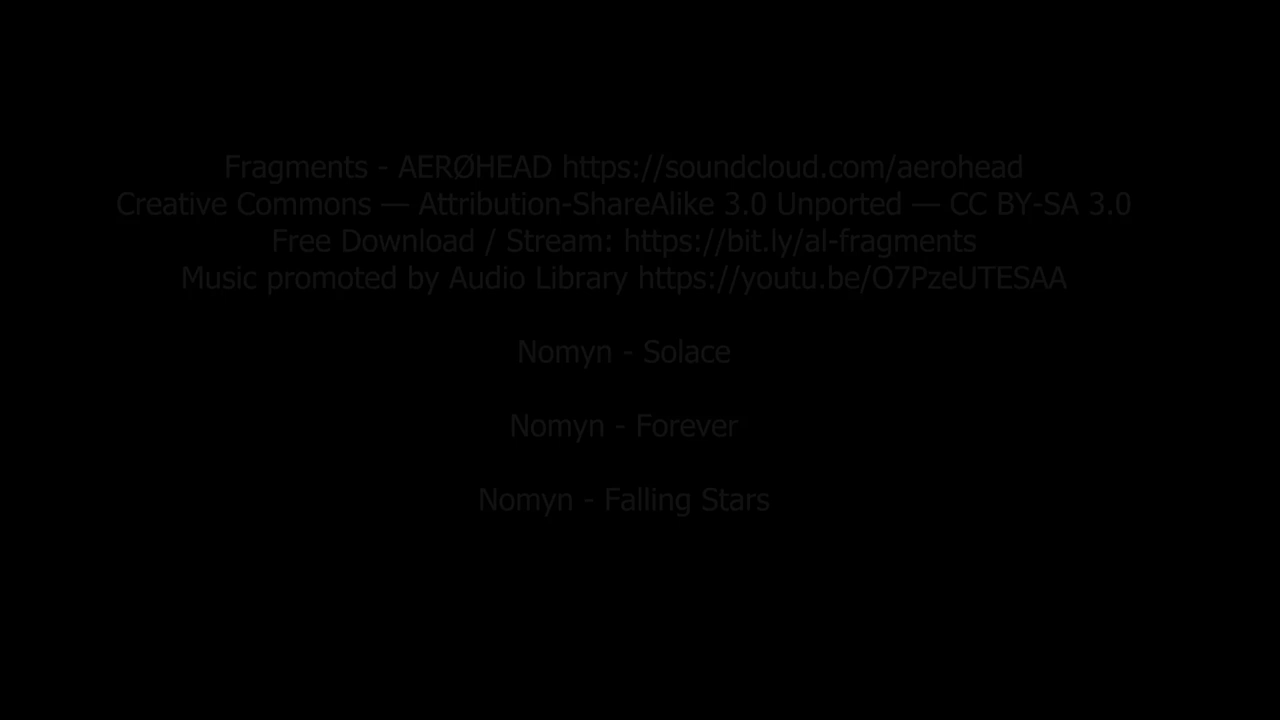 Fragments - AERØHEAD https://soundcloud.com/aerohead
Creative Commons — Attribution-ShareAlike 3.0 Unported — CC BY-SA 3.0
Free Download / Stream: https://bit.ly/al-fragments
Music promoted by Audio Library https://youtu.be/O7PzeUTESAA
Nomyn - Solace
Nomyn - Forever
Nomyn - Falling Stars